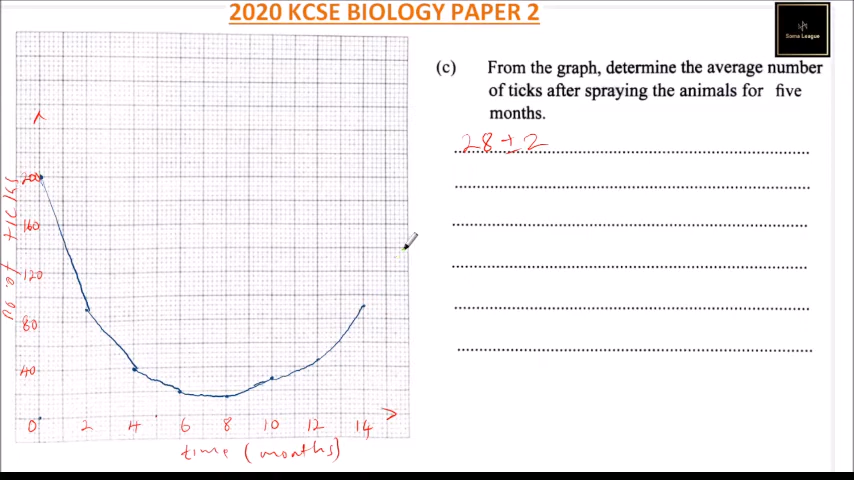 2020 KCSE BIOLOGY PAPER 2
Soma League
(c) From the graph, determine the average number
of ticks after spraying the animals for five
months.
28 ± 2
200
160
120
80
40
0 2 4 6 8 10 12 14
no of ticks
time (months)